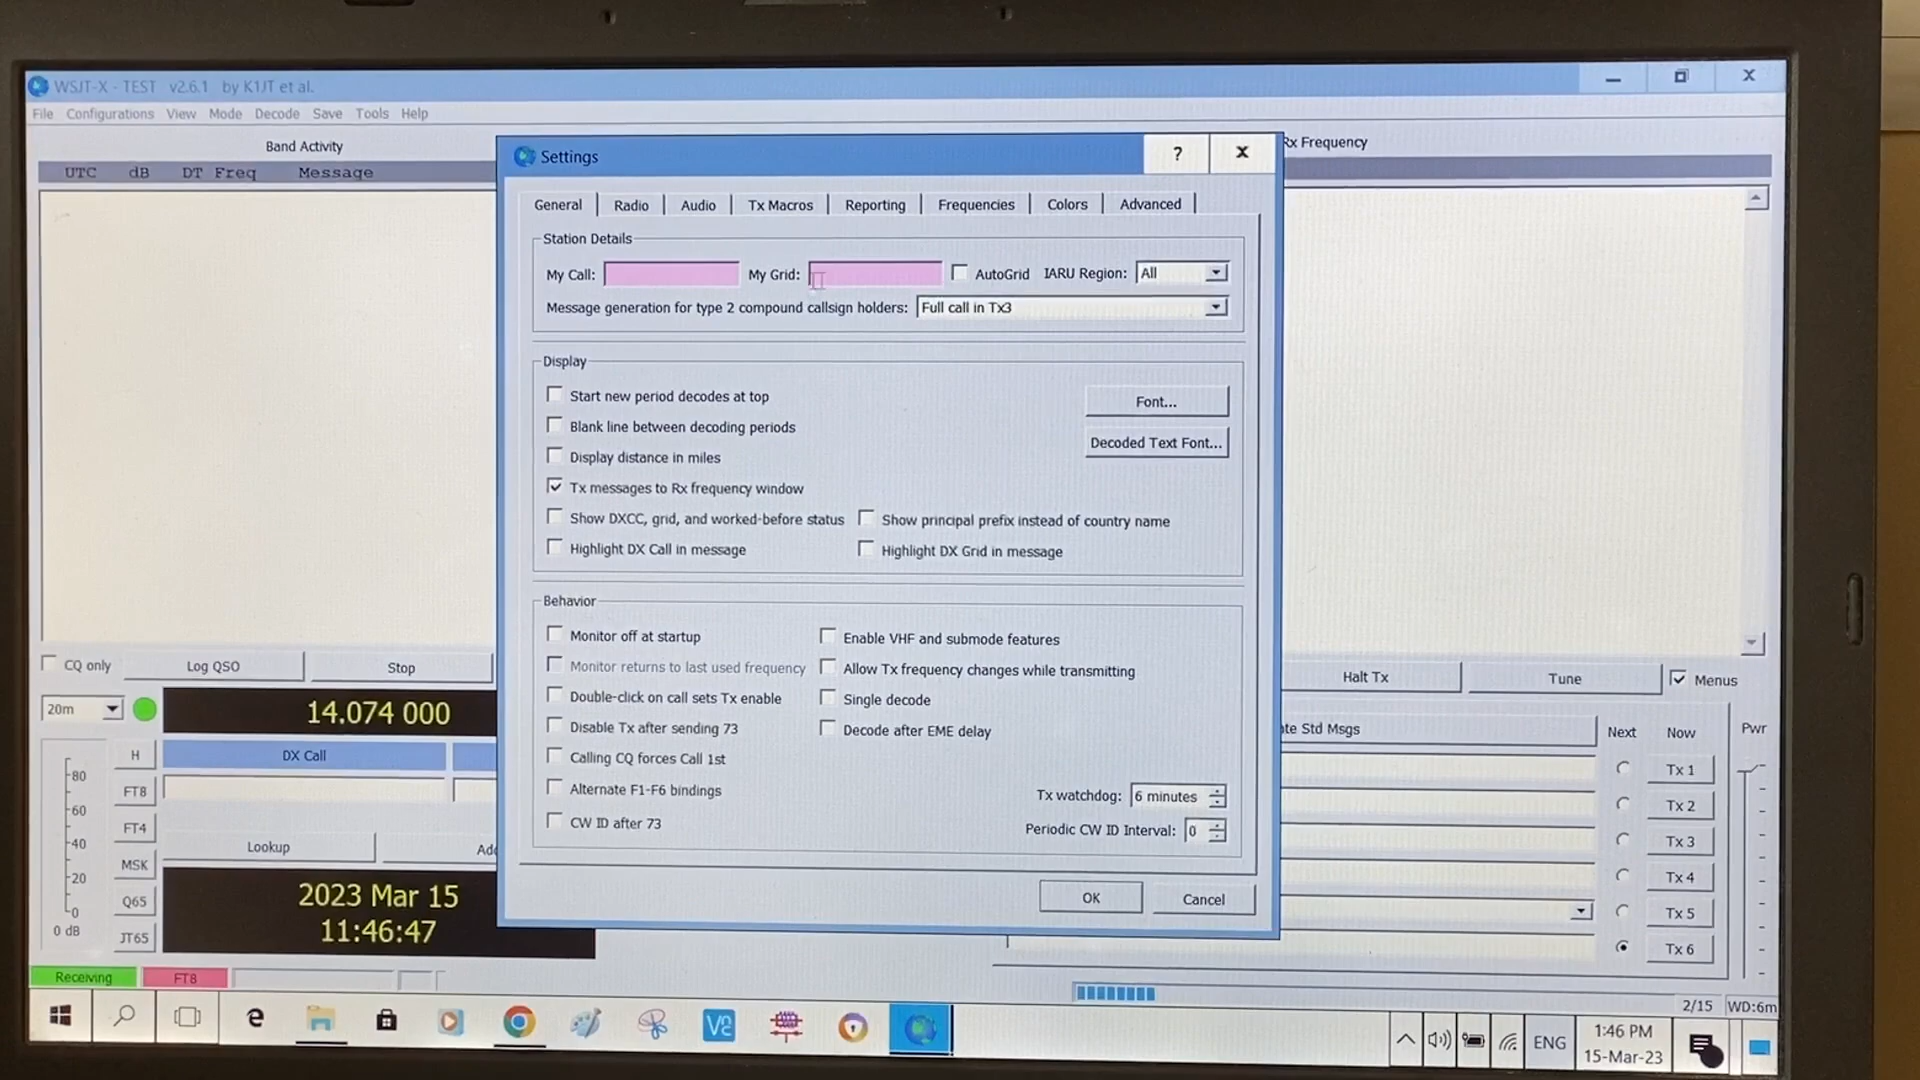 WSJT-X - TEST v2.6.1 by K1JT et al.
File Configurations View Mode Decode Save Tools Help
Band Activity
Rx Frequency
UTC dB DT Freq Message
Settings
?
X
General Radio Audio Tx Macros Reporting Frequencies Colors Advanced
Station Details
My Call: My Grid: AutoGrid IARU Region: All
Message generation for type 2 compound callsign holders: Full call in Tx3
Display
Start new period decodes at top
Font...
Blank line between decoding periods
Decoded Text Font...
Display distance in miles
Tx messages to Rx frequency window
Show DXCC, grid, and worked-before status Show principal prefix instead of country name
Highlight DX Call in message Highlight DX Grid in message
Behavior
Monitor off at startup Enable VHF and submode features
Monitor returns to last used frequency Allow Tx frequency changes while transmitting
Double-click on call sets Tx enable Single decode
Disable Tx after sending 73 Decode after EME delay
Calling CQ forces Call 1st
Alternate F1-F6 bindings Tx watchdog: 6 minutes
CW ID after 73 Periodic CW ID Interval: 0
OK Cancel
CQ only Log QSO Stop
Halt Tx Tune Menus
20m 14.074 000
te Std Msgs Next Now Pwr
H DX Call
Tx 1
FT8
Tx 2
FT4
Tx 3
Lookup Ad
MSK
Tx 4
Q65
Tx 5
JT65
Tx 6
80
60
40
20
0
0 dB
2023 Mar 15
11:46:47
Receiving FT8
2/15 WD:6m
ENG
1:46 PM
15-Mar-23